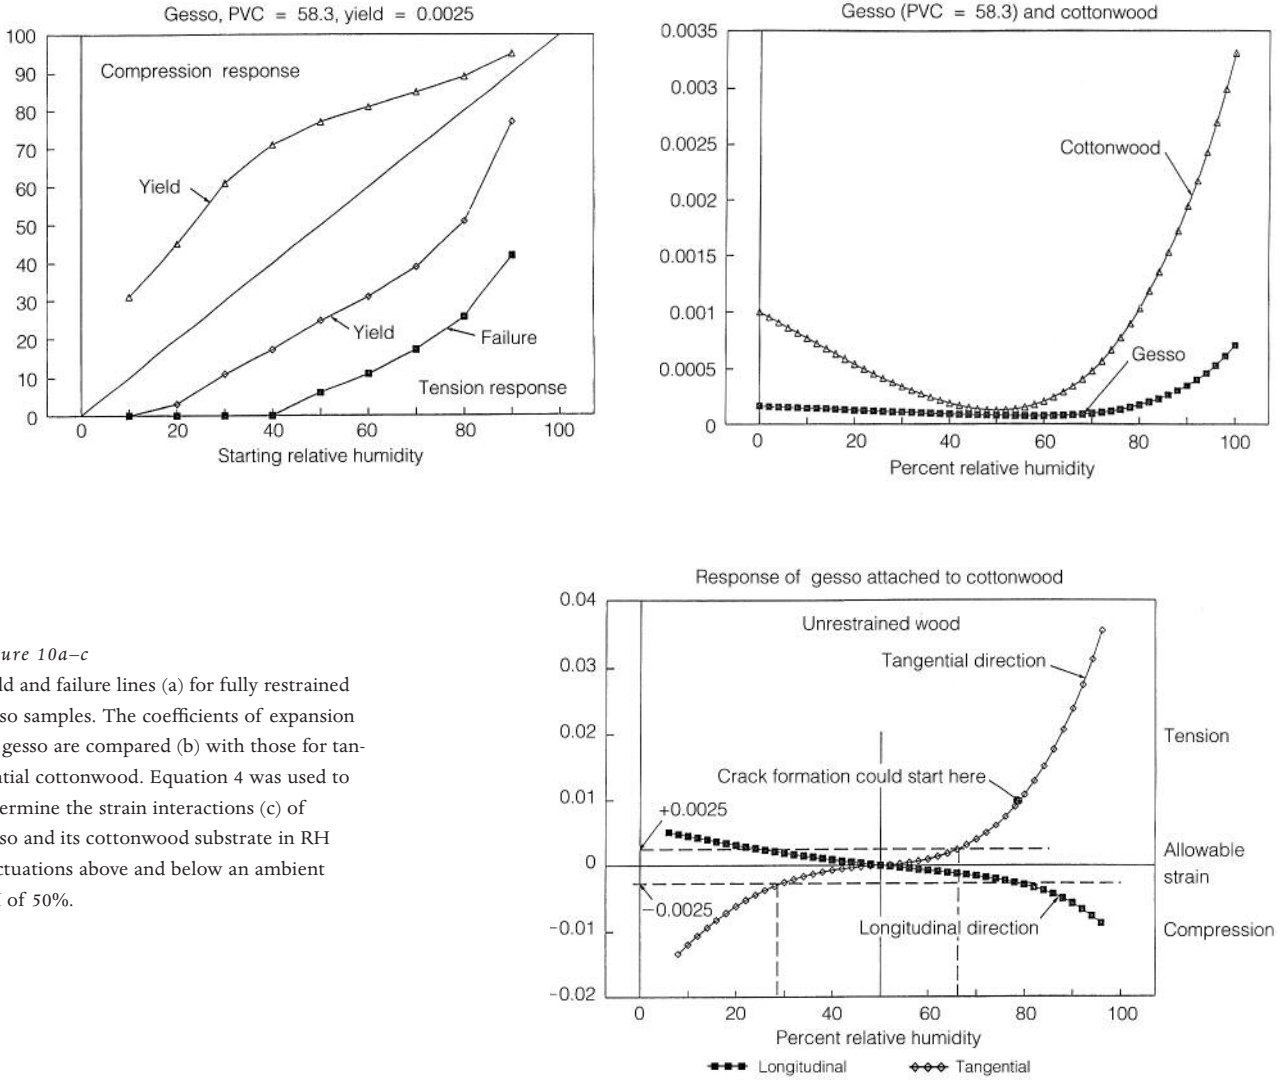 Gesso, PVC = 58.3, yield = 0.0025
100
90
80
70
60
50
40
30
20
10
0
Compression response
Yield
Yield
Failure
Tension response
0
20
40
60
80
100
Starting relative humidity
Gesso (PVC = 58.3) and cottonwood
0.0035
0.003
0.0025
0.002
0.0015
0.001
0.0005
0
Cottonwood
Gesso
0
20
40
60
80
100
Percent relative humidity
ure 10a–c
ld and failure lines (a) for fully restrained
so samples. The coefficients of expansion
gesso are compared (b) with those for tan-
ntial cottonwood. Equation 4 was used to
termine the strain interactions (c) of
so and its cottonwood substrate in RH
ctuations above and below an ambient
of 50%.
Response of gesso attached to cottonwood
0.04
0.03
0.02
0.01
0
−0.01
−0.02
Unrestrained wood
Tangential direction
Crack formation could start here
+0.0025
−0.0025
Longitudinal direction
Tension
Allowable
strain
Compression
0
20
40
60
80
100
Percent relative humidity
Longitudinal
Tangential